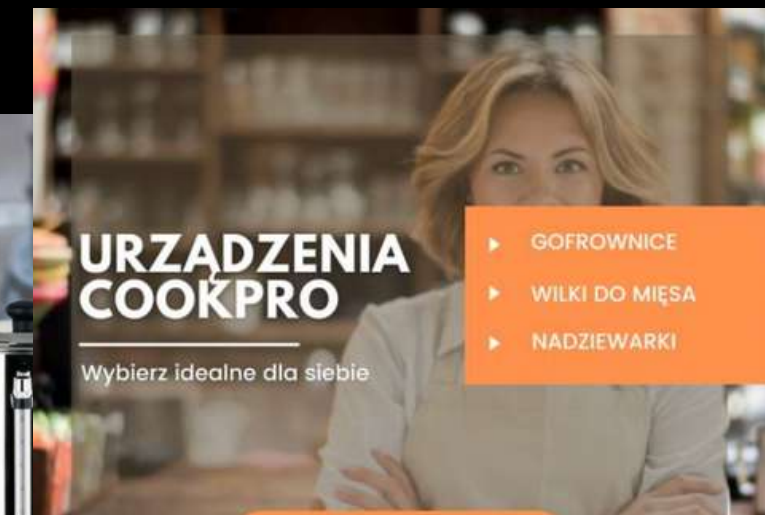 URZĄDZENIA
COOKPRO
Wybierz idealne dla siebie
GOFROWNICE
WILKI DO MIĘSA
NADZIEWARKI